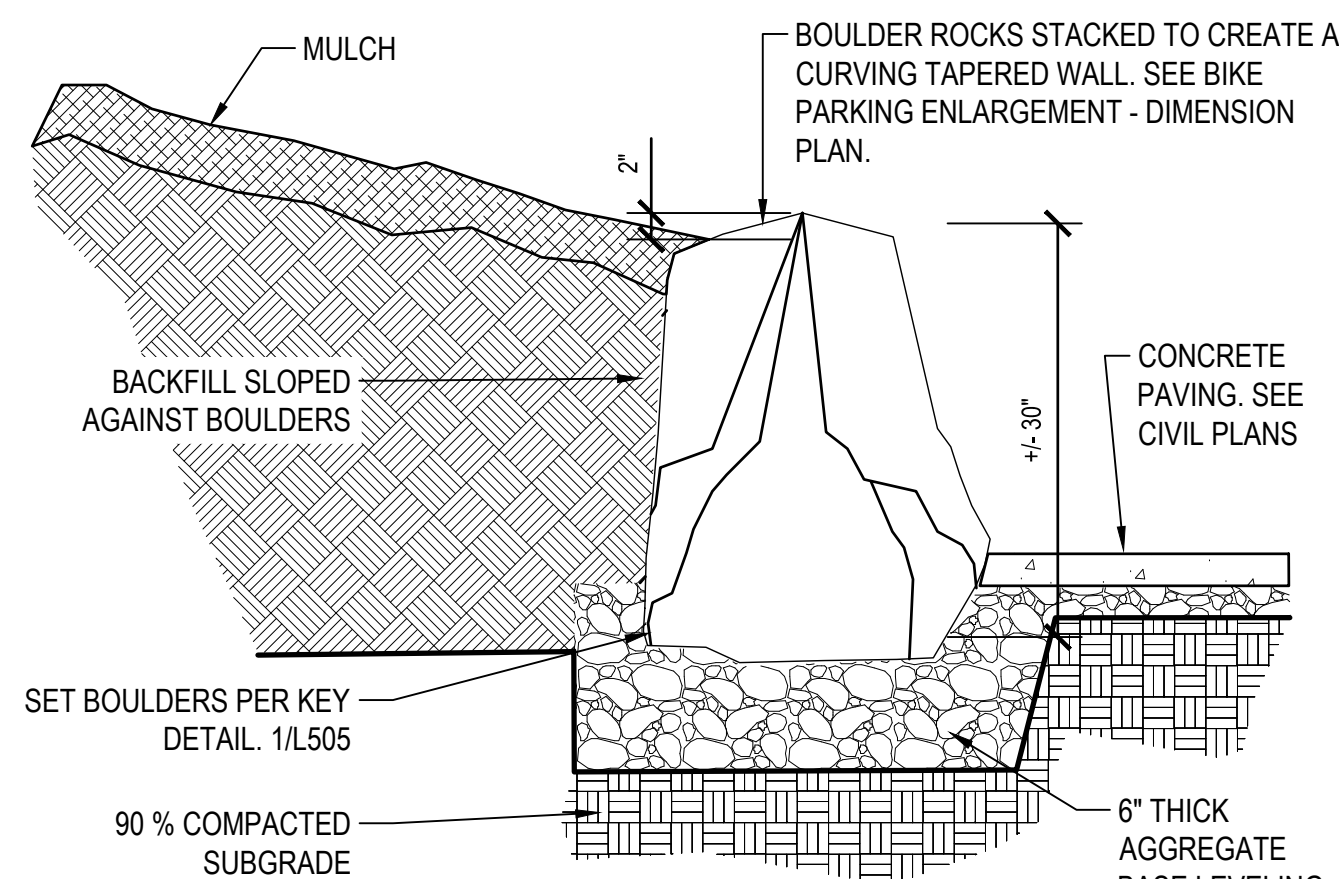 MULCH
BOULDER ROCKS STACKED TO CREATE A
CURVING TAPERED WALL. SEE BIKE
PARKING ENLARGEMENT - DIMENSION
PLAN.
2"
BACKFILL SLOPED
AGAINST BOULDERS
+/- 30"
CONCRETE
PAVING. SEE
CIVIL PLANS
SET BOULDERS PER KEY
DETAIL. 1/L505
90 % COMPACTED
SUBGRADE
6" THICK
AGGREGATE
BASE LEVELING